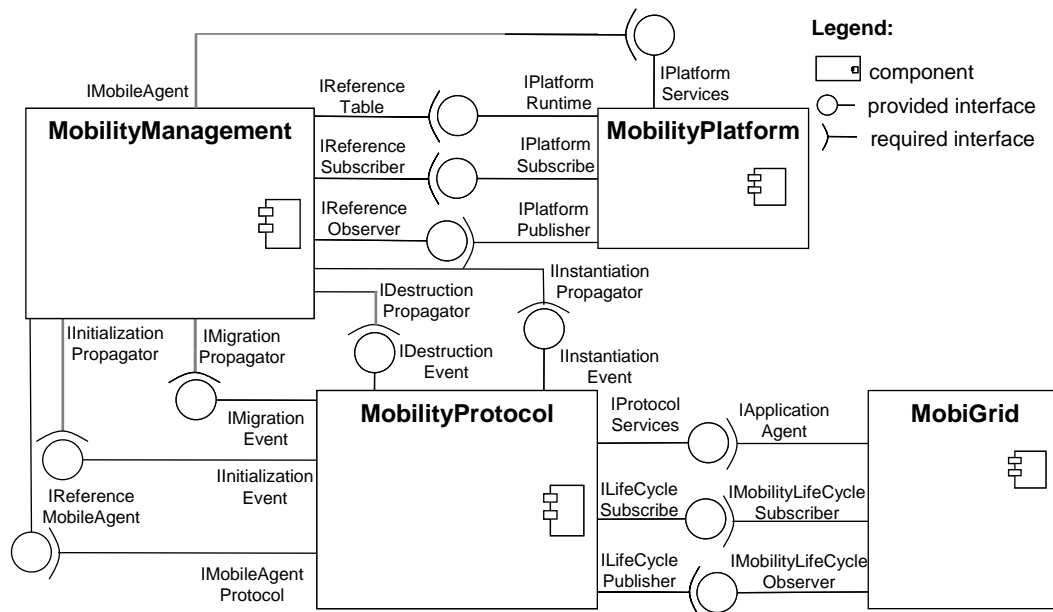 Legend:
component
provided interface
required interface
IMobileAgent
IPlatform
Services
IReference
Table
IPlatform
Runtime
MobilityManagement
MobilityPlatform
IReference
Subscriber
IPlatform
Subscribe
IReference
Observer
IPlatform
Publisher
IInstantiation
Propagator
IDestruction
Propagator
IInitialization
Propagator
IMigration
Propagator
IDestruction
Event
IInstantiation
Event
MobilityProtocol
MobiGrid
IMigration
Event
IProtocol
Services
IApplication
Agent
IInitialization
Event
IReference
MobileAgent
ILifeCycle
Subscribe
IMobilityLifeCycle
Subscriber
IMobileAgent
Protocol
ILifeCycle
Publisher
IMobilityLifeCycle
Observer